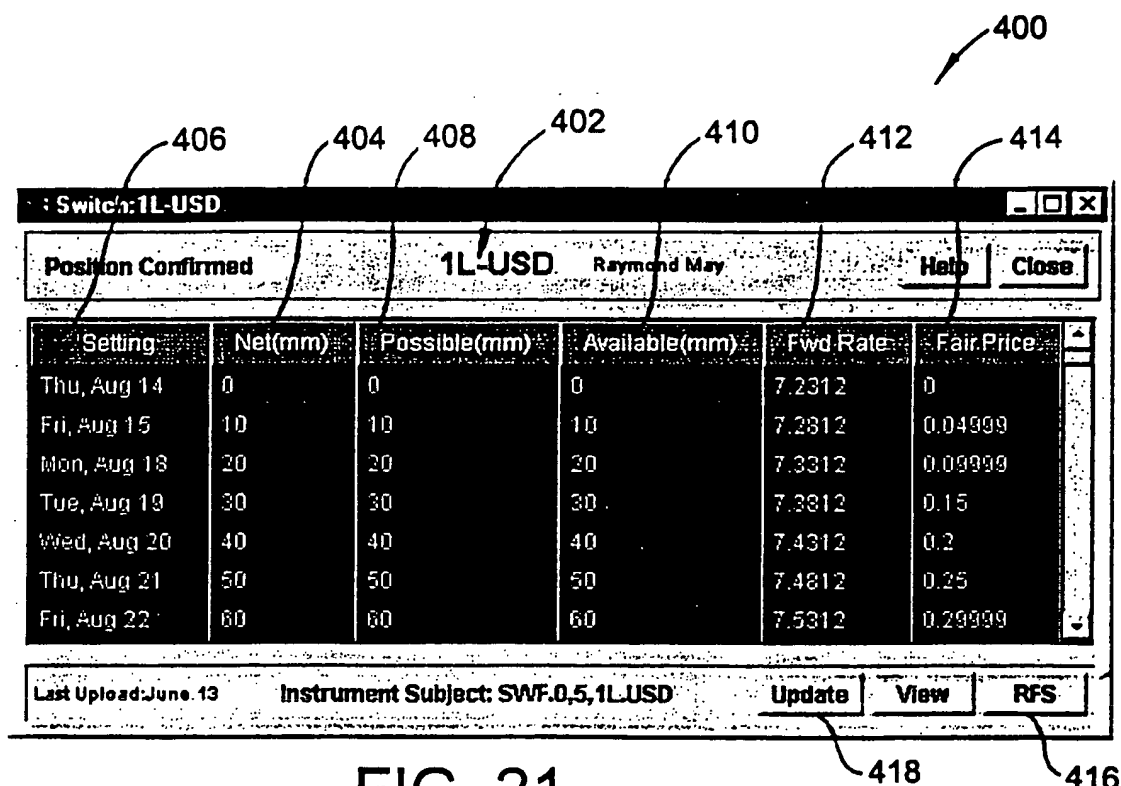 400
406 404 408 402 410 412 414
Switch:1L-USD
Position Confirmed 1L-USD Raymond May Help Close
Setting Net(mm) Possible(mm) Available(mm) Fwd Rate Fair Price
Thu, Aug 14 0 0 0 7.2312 0
Fri, Aug 15 10 10 10 7.2812 0.04999
Mon, Aug 18 20 20 20 7.3312 0.09999
Tue, Aug 19 30 30 30 7.3812 0.15
Wed, Aug 20 40 40 40 7.4312 0.2
Thu, Aug 21 50 50 50 7.4812 0.25
Fri, Aug 22 60 60 60 7.5312 0.29999
Last Upload:June.13 Instrument Subject: SWF.0,5,1L.USD Update View RFS
418 416
FIG. 21